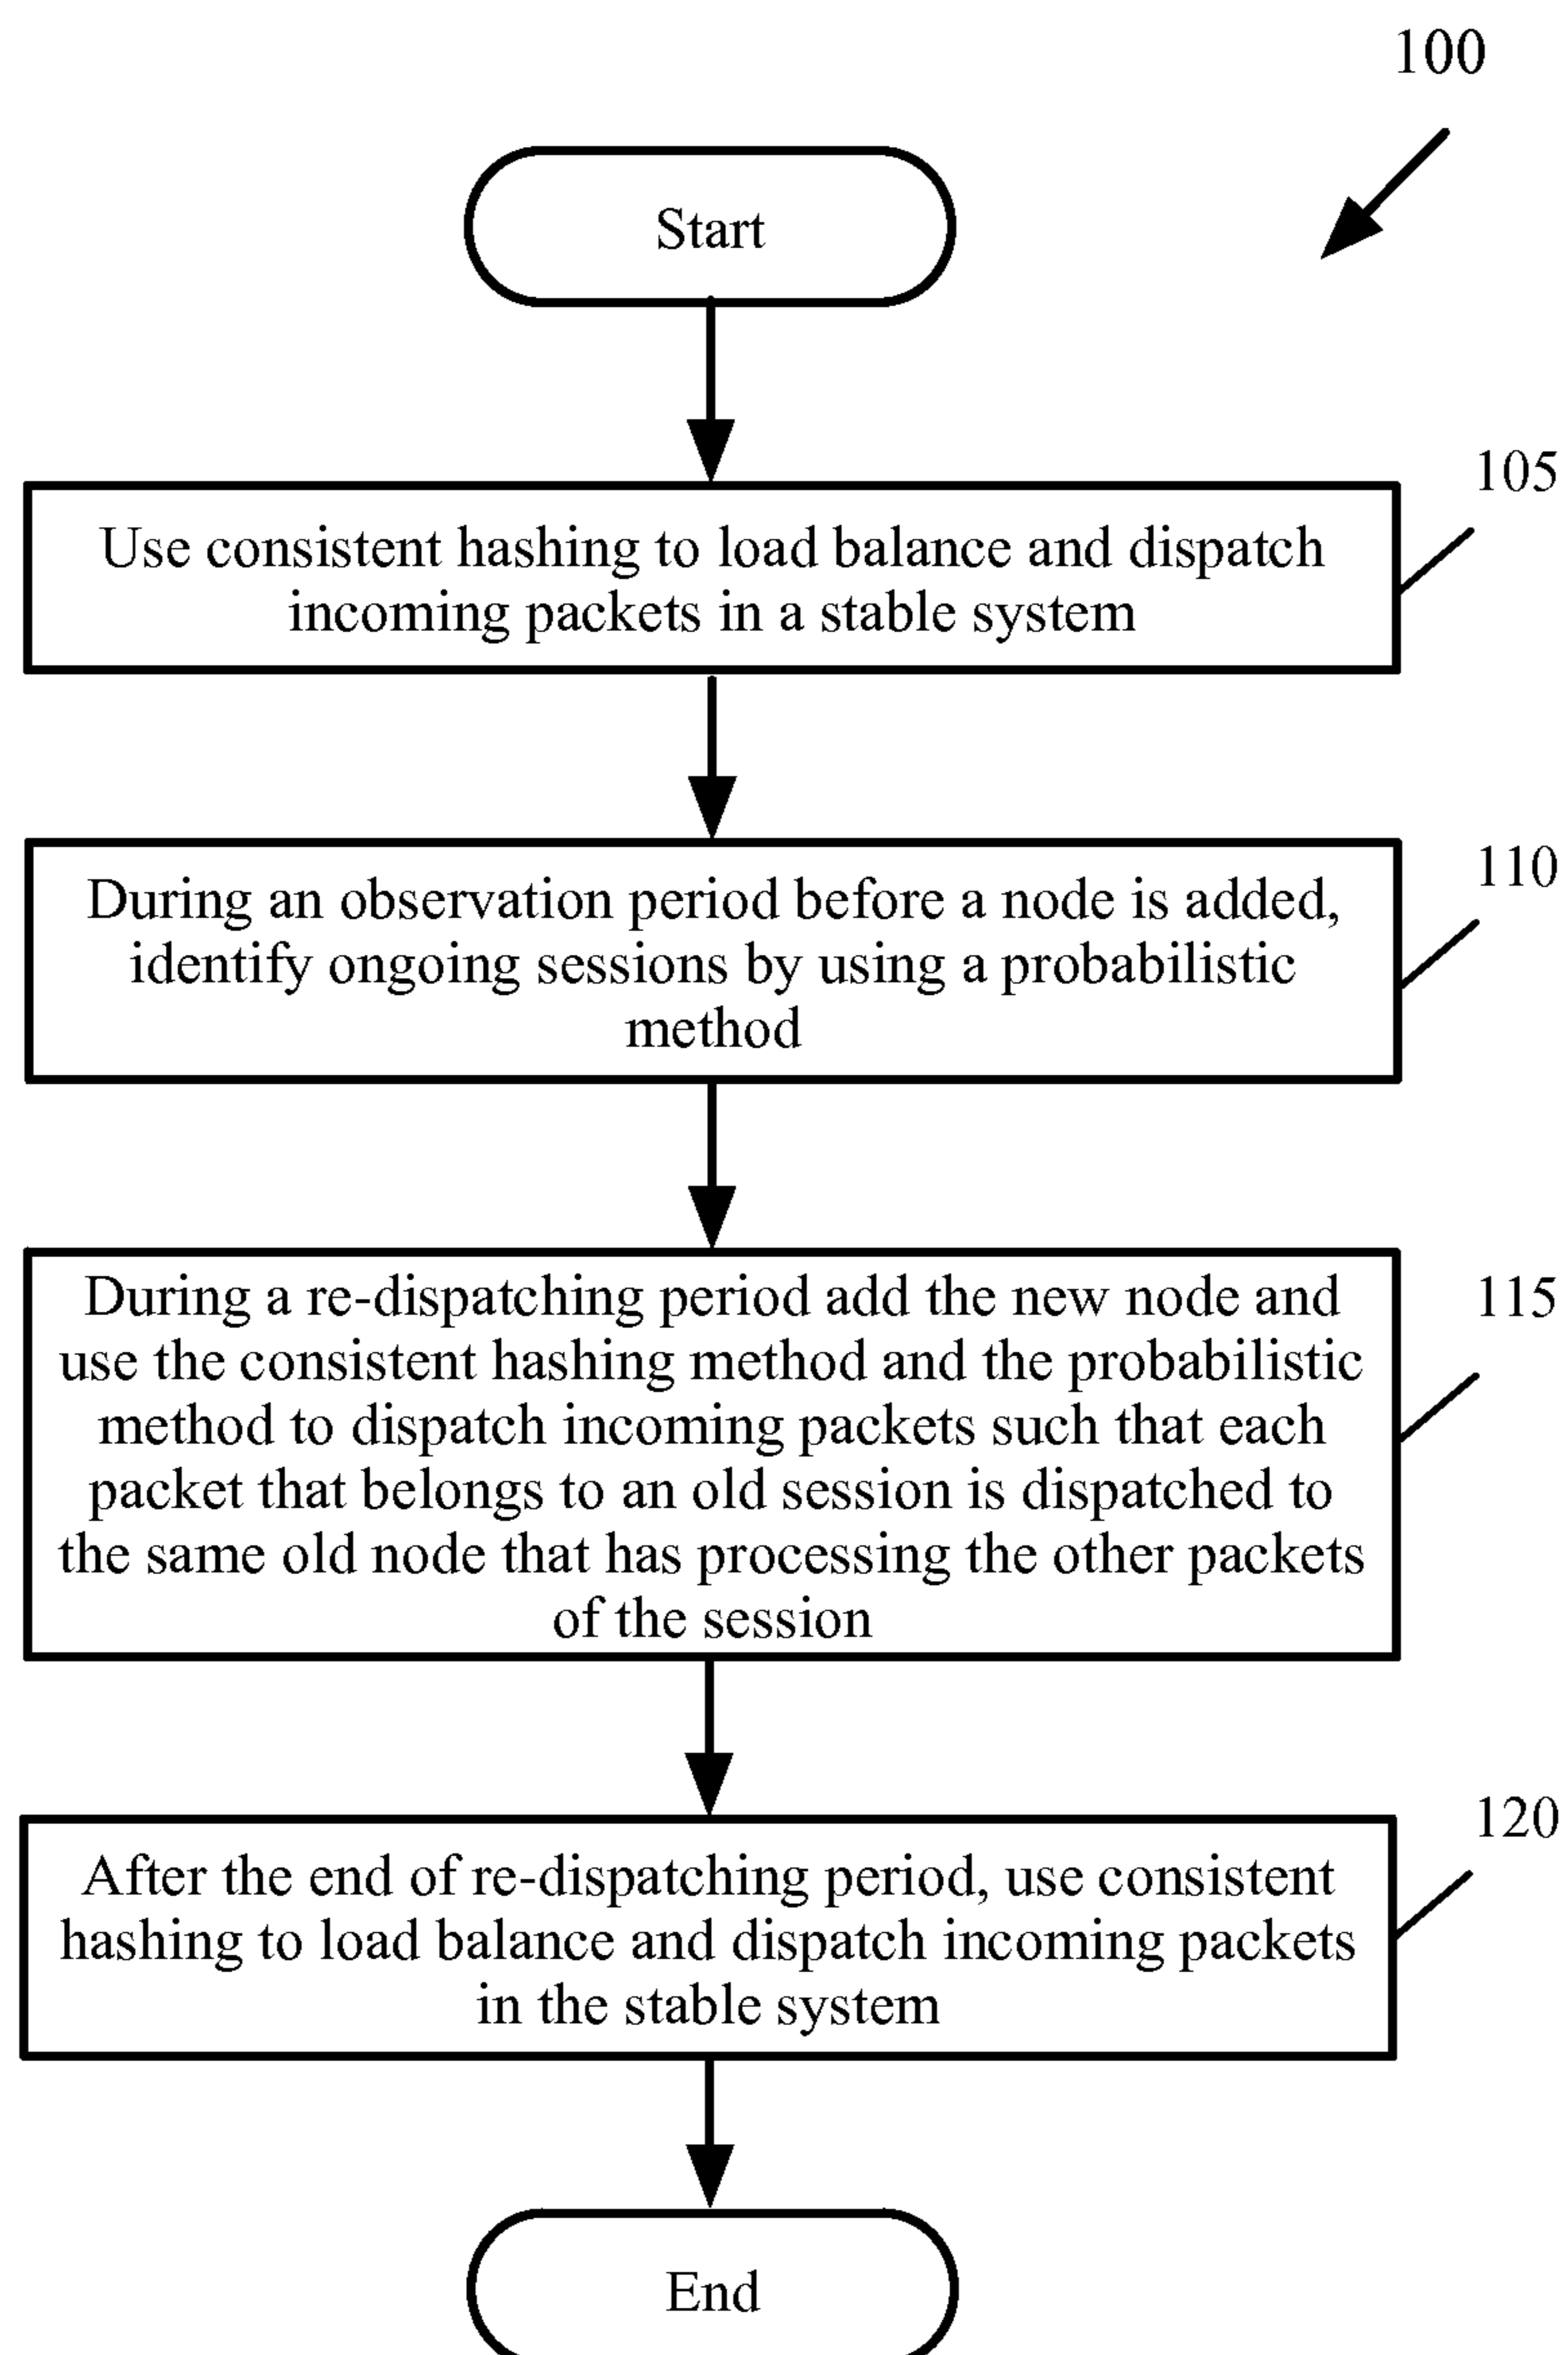 100
Start
105
Use consistent hashing to load balance and dispatch
incoming packets in a stable system
110
During an observation period before a node is added,
identify ongoing sessions by using a probabilistic
method
115
During a re-dispatching period add the new node and
use the consistent hashing method and the probabilistic
method to dispatch incoming packets such that each
packet that belongs to an old session is dispatched to
the same old node that has processing the other packets
of the session
120
After the end of re-dispatching period, use consistent
hashing to load balance and dispatch incoming packets
in the stable system
End